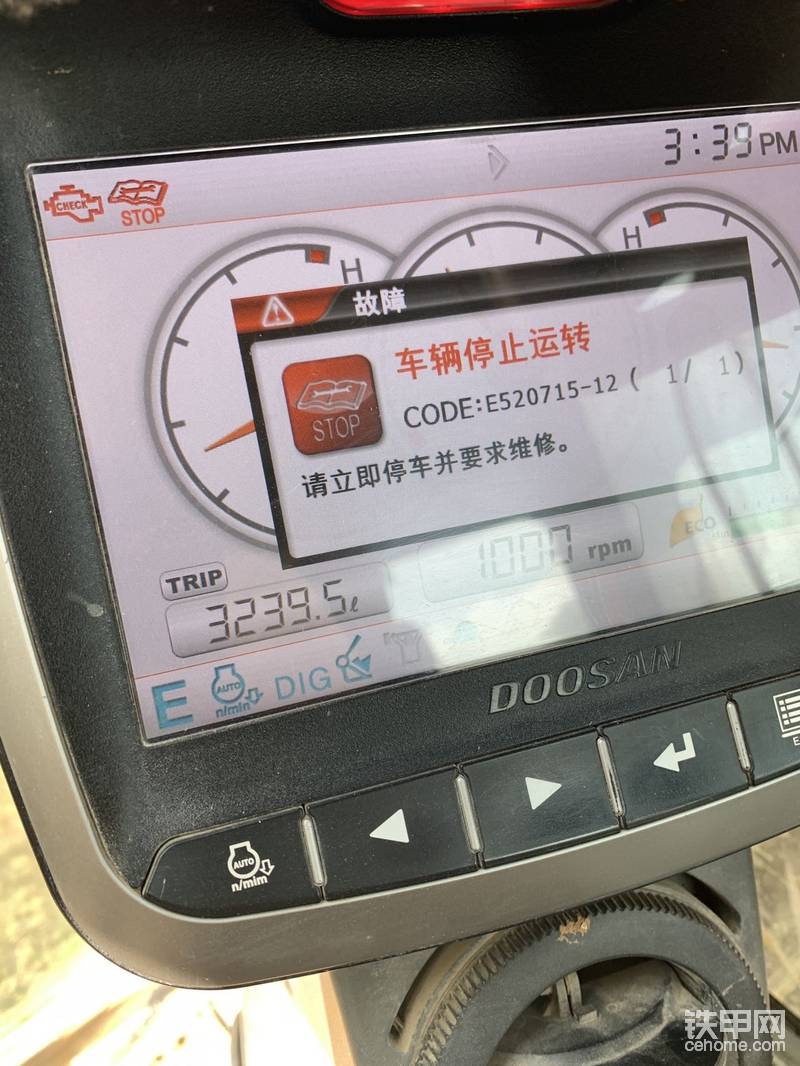 3:39 PM
CHECK
STOP
H
H
故障
车辆停止运转
STOP
CODE:E520715-12 ( 1/ 1)
请立即停车并要求维修。
ECO
1000 rpm
TRIP
3239.5ℓ
E
AUTO
n/min
DIG
DOOSAN
AUTO
n/mim
铁甲网
cehome.com